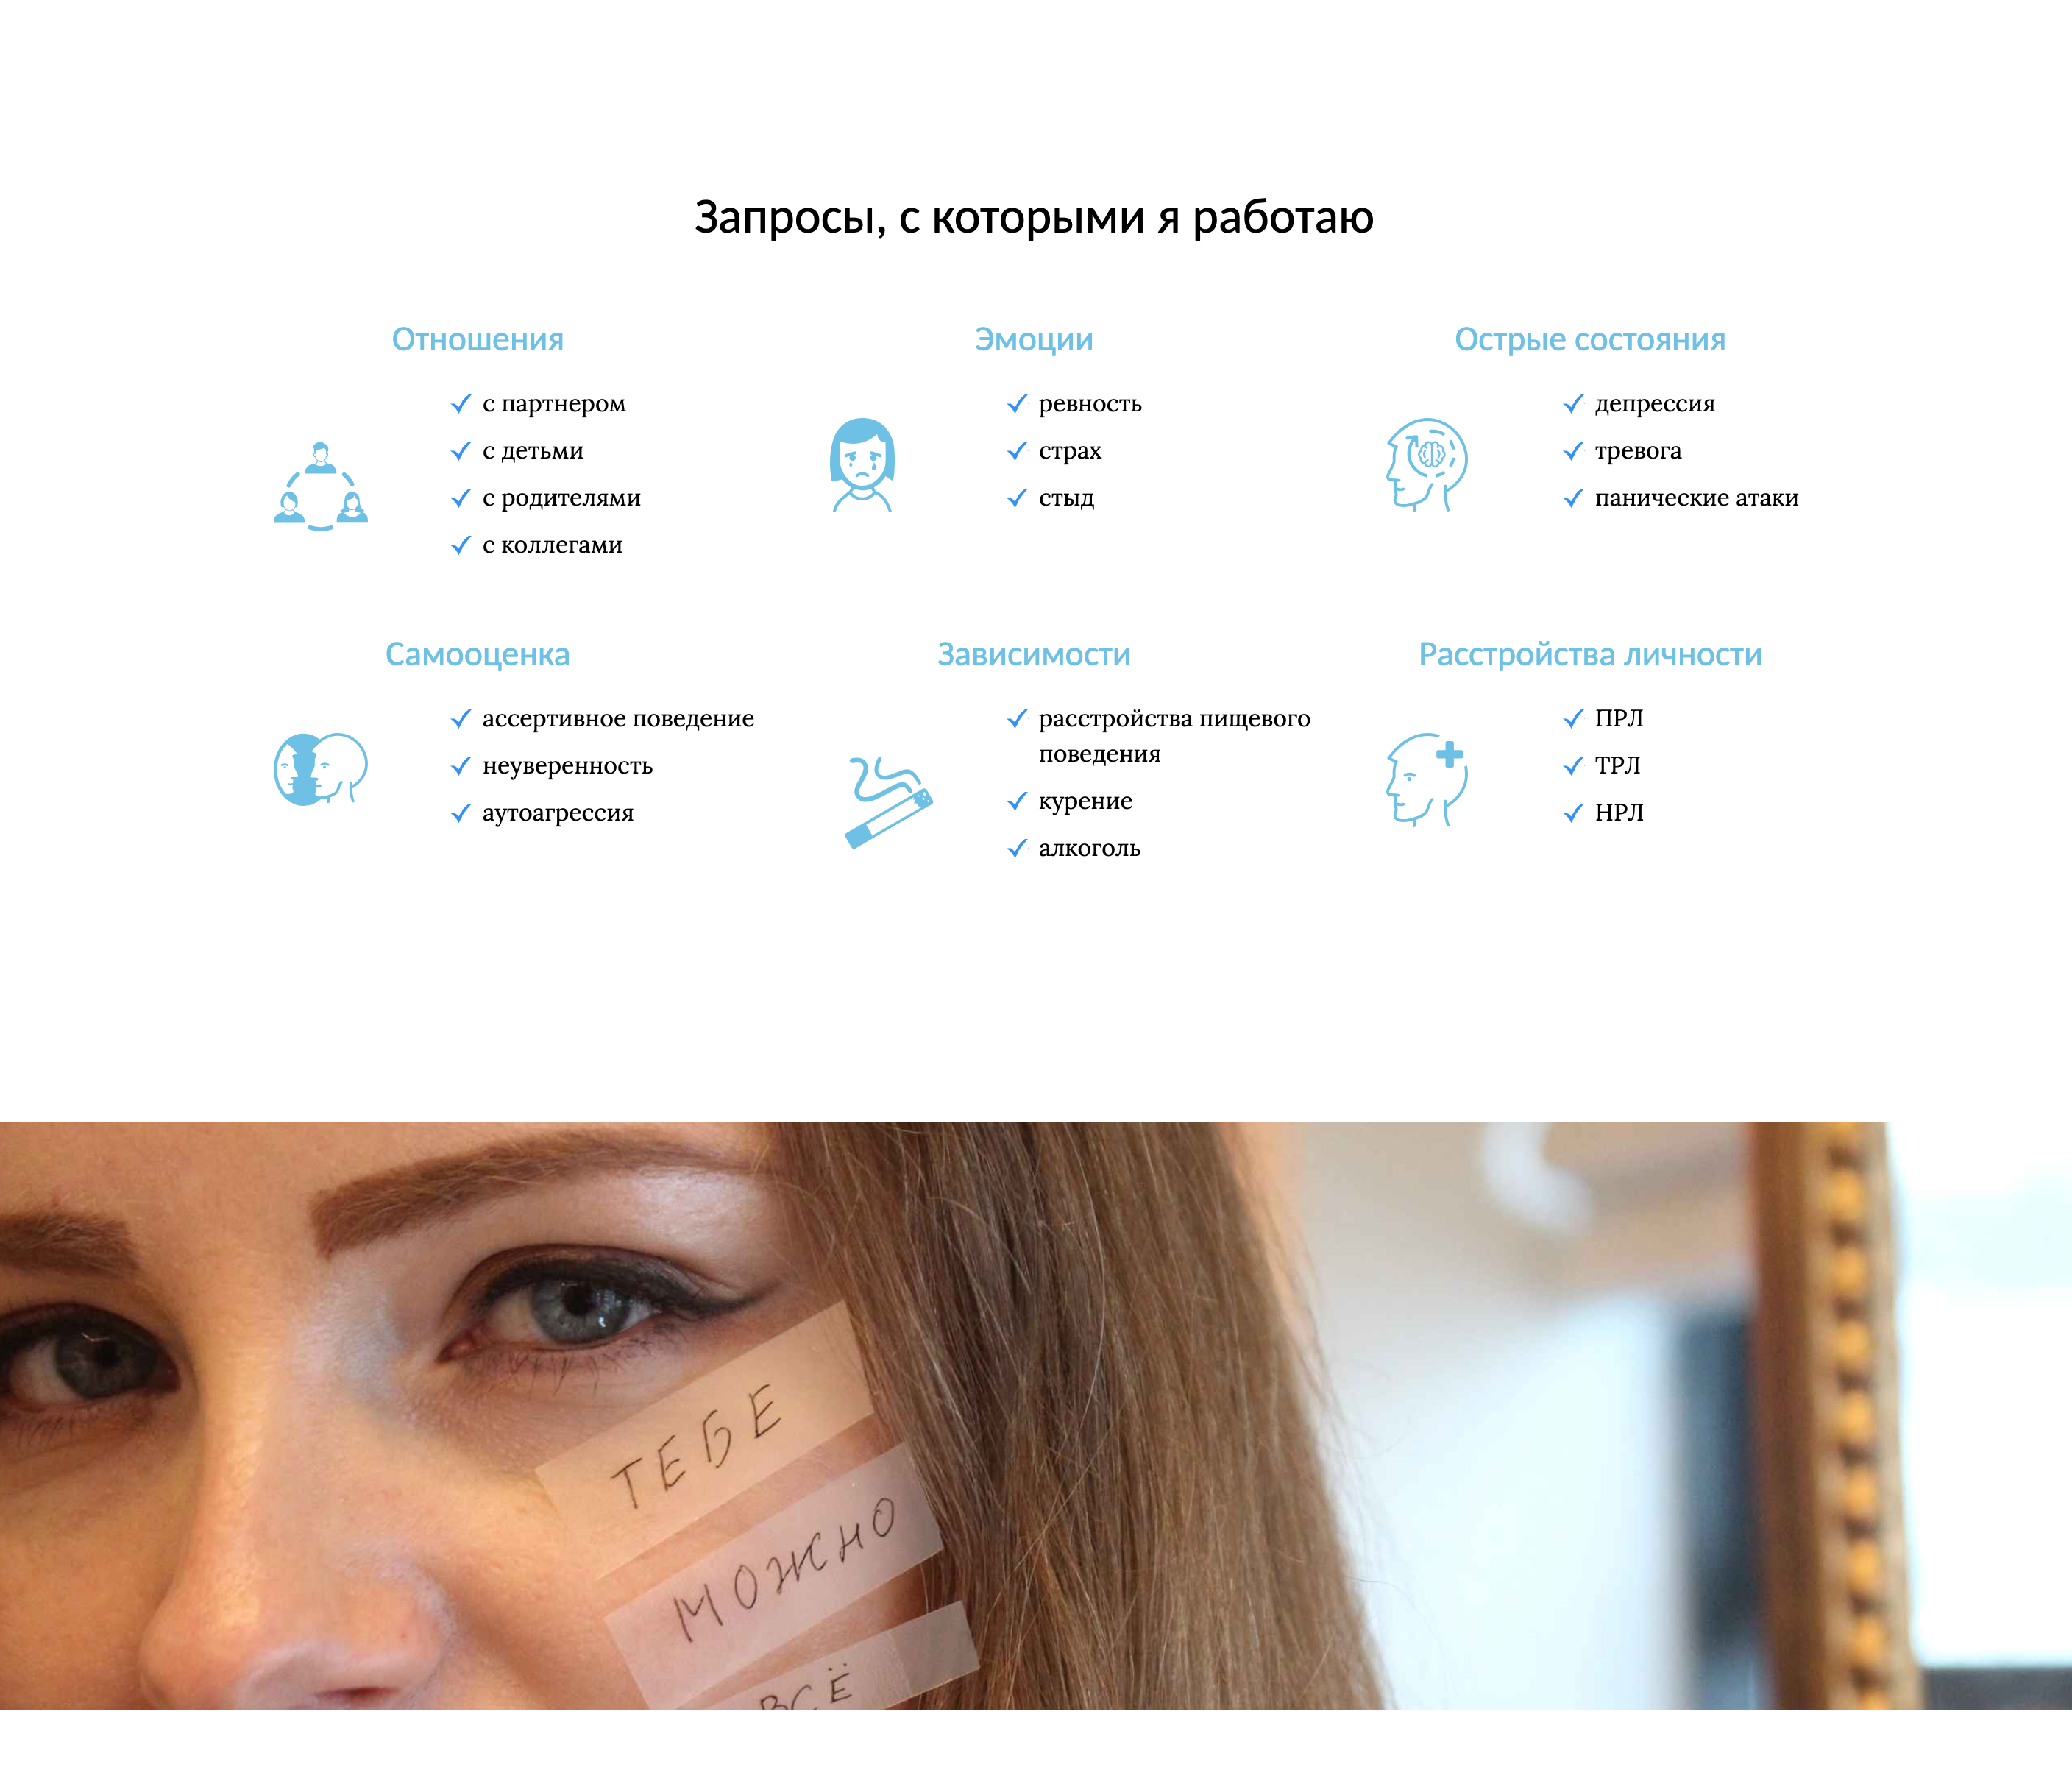 Запросы, с которыми я работаю
Отношения
с партнером
с детьми
с родителями
с коллегами
Эмоции
ревность
страх
стыд
Острые состояния
депрессия
тревога
панические атаки
Самооценка
ассертивное поведение
неуверенность
аутоагрессия
Зависимости
расстройства пищевого
поведения
курение
алкоголь
Расстройства личности
ПРЛ
ТРЛ
НРЛ
ТЕБЕ
МОЖНО
ВСЁ